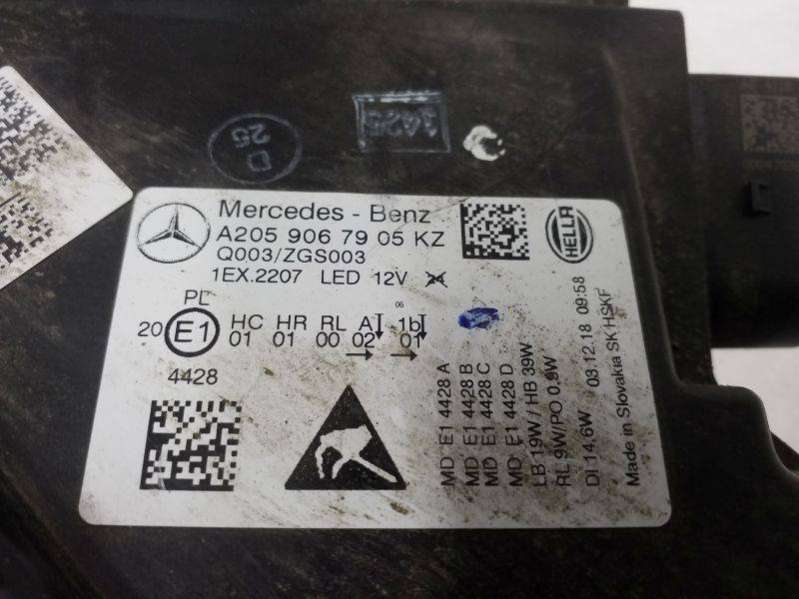 D
25
3425
Mercedes - Benz
A205 906 79 05 KZ
Q003/ZGS003
1EX.2207 LED 12V
HELLA
PL
20 E1
HC HR RL A 1b
01 01 00 02 01
06
4428
MD E1 4428 A
MD E1 4428 B
MD E1 4428 C
MD E1 4428 D
LB 19W / HB 39W
RL 9W/PO 0,9W
DI 14,6W 03.12.18 09:58
Made in Slovakia SK HSKF